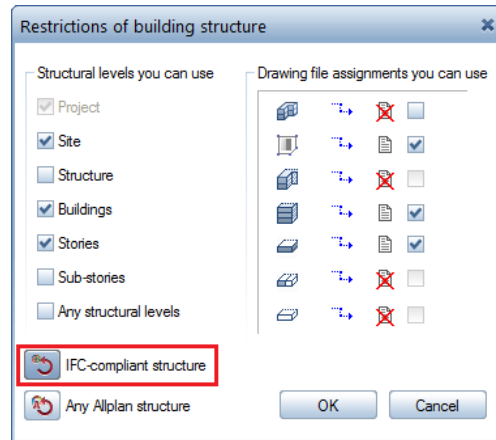 Restrictions of building structure
Structural levels you can use
Drawing file assignments you can use
Project
Site
Structure
Buildings
Stories
Sub-stories
Any structural levels
IFC-compliant structure
Any Allplan structure
OK
Cancel